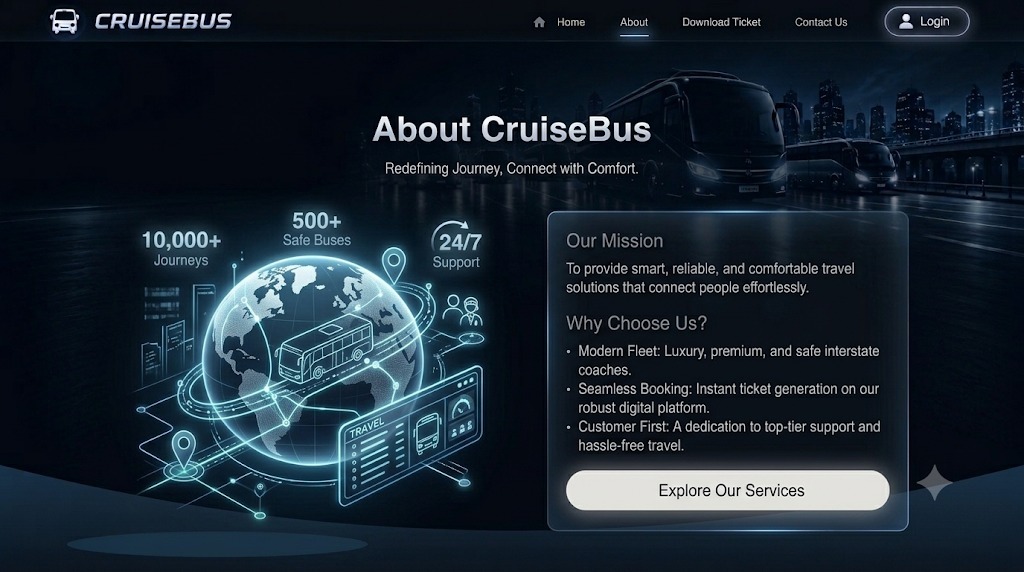 CRUISEBUS
Home
About
Download Ticket
Contact Us
Login
About CruiseBus
Redefining Journey, Connect with Comfort.
10,000+
Journeys
500+
Safe Buses
24/7
Support
TRAVEL
Our Mission
To provide smart, reliable, and comfortable travel
solutions that connect people effortlessly.
Why Choose Us?
• Modern Fleet: Luxury, premium, and safe interstate
coaches.
• Seamless Booking: Instant ticket generation on our
robust digital platform.
• Customer First: A dedication to top-tier support and
hassle-free travel.
Explore Our Services